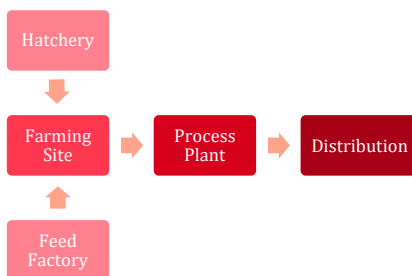 Hatchery
Farming
Site
Process
Plant
Distribution
Feed
Factory